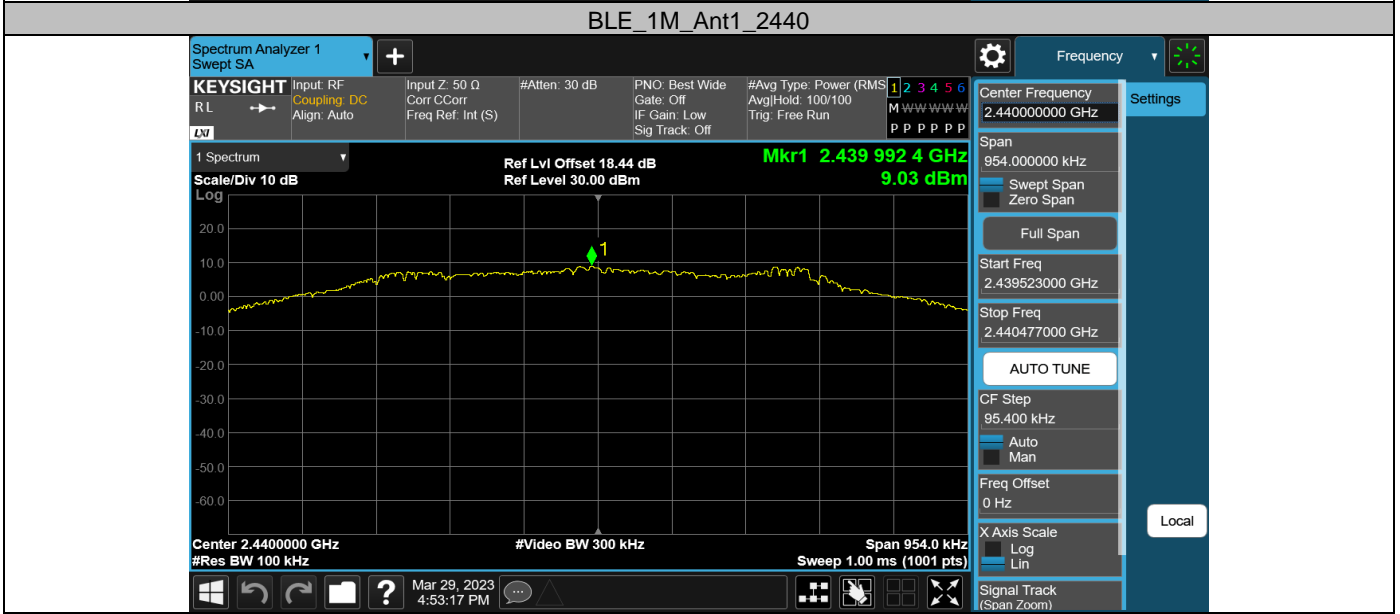 BLE_1M_Ant1_2440
Spectrum Analyzer 1
Swept SA
+
Frequency
KEYSIGHT
R L
LXI
Input: RF
Coupling: DC
Align: Auto
Input Z: 50 Ω
Corr CCorr
Freq Ref: Int (S)
#Atten: 30 dB
PNO: Best Wide
Gate: Off
IF Gain: Low
Sig Track: Off
#Avg Type: Power (RMS
Avg|Hold: 100/100
Trig: Free Run
1 2 3 4 5 6
M W W W W W
P P P P P P
1 Spectrum
Scale/Div 10 dB
Log
Ref Lvl Offset 18.44 dB
Ref Level 30.00 dBm
Mkr1 2.439 992 4 GHz
9.03 dBm
20.0
10.0
0.00
-10.0
-20.0
-30.0
-40.0
-50.0
-60.0
1
Center 2.4400000 GHz
#Res BW 100 kHz
#Video BW 300 kHz
Span 954.0 kHz
Sweep 1.00 ms (1001 pts)
Center Frequency
2.440000000 GHz
Span
954.000000 kHz
Swept Span
Zero Span
Full Span
Start Freq
2.439523000 GHz
Stop Freq
2.440477000 GHz
AUTO TUNE
CF Step
95.400 kHz
Auto
Man
Freq Offset
0 Hz
X Axis Scale
Log
Lin
Signal Track
(Span Zoom)
Settings
Local
?
Mar 29, 2023
4:53:17 PM